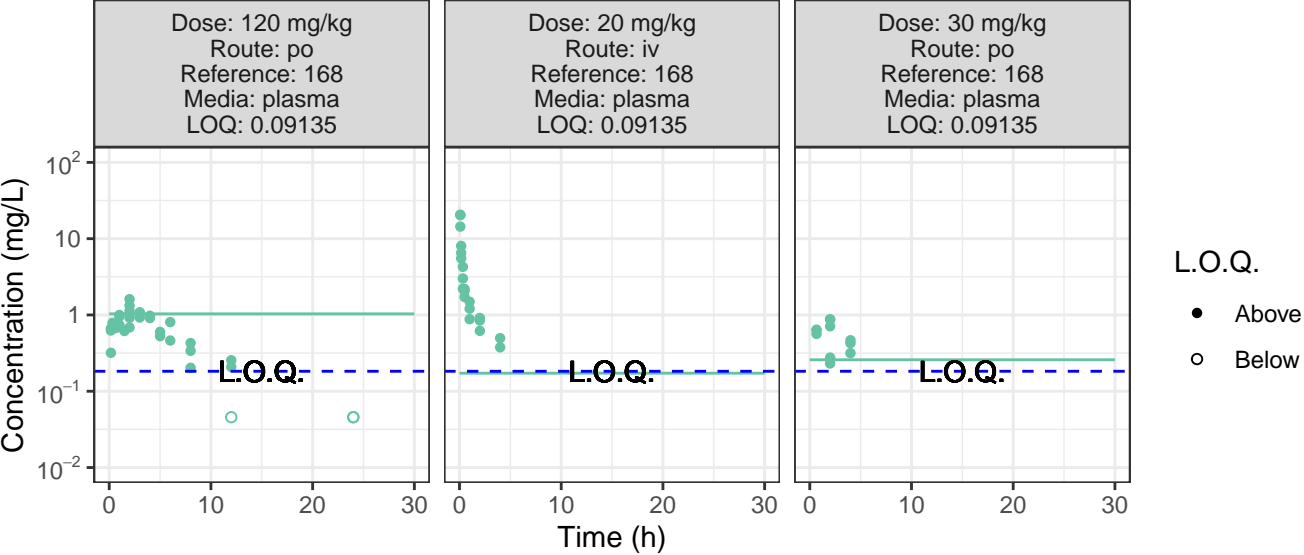 Dose: 120 mg/kg
Route: po
Reference: 168
Media: plasma
LOQ: 0.09135
Dose: 20 mg/kg
Route: iv
Reference: 168
Media: plasma
LOQ: 0.09135
Dose: 30 mg/kg
Route: po
Reference: 168
Media: plasma
LOQ: 0.09135
Concentration (mg/L)
10²
10
1
10⁻¹
10⁻²
L.O.Q.
L.O.Q.
L.O.Q.
0 10 20 30
0 10 20 30
0 10 20 30
Time (h)
L.O.Q.
Above
Below